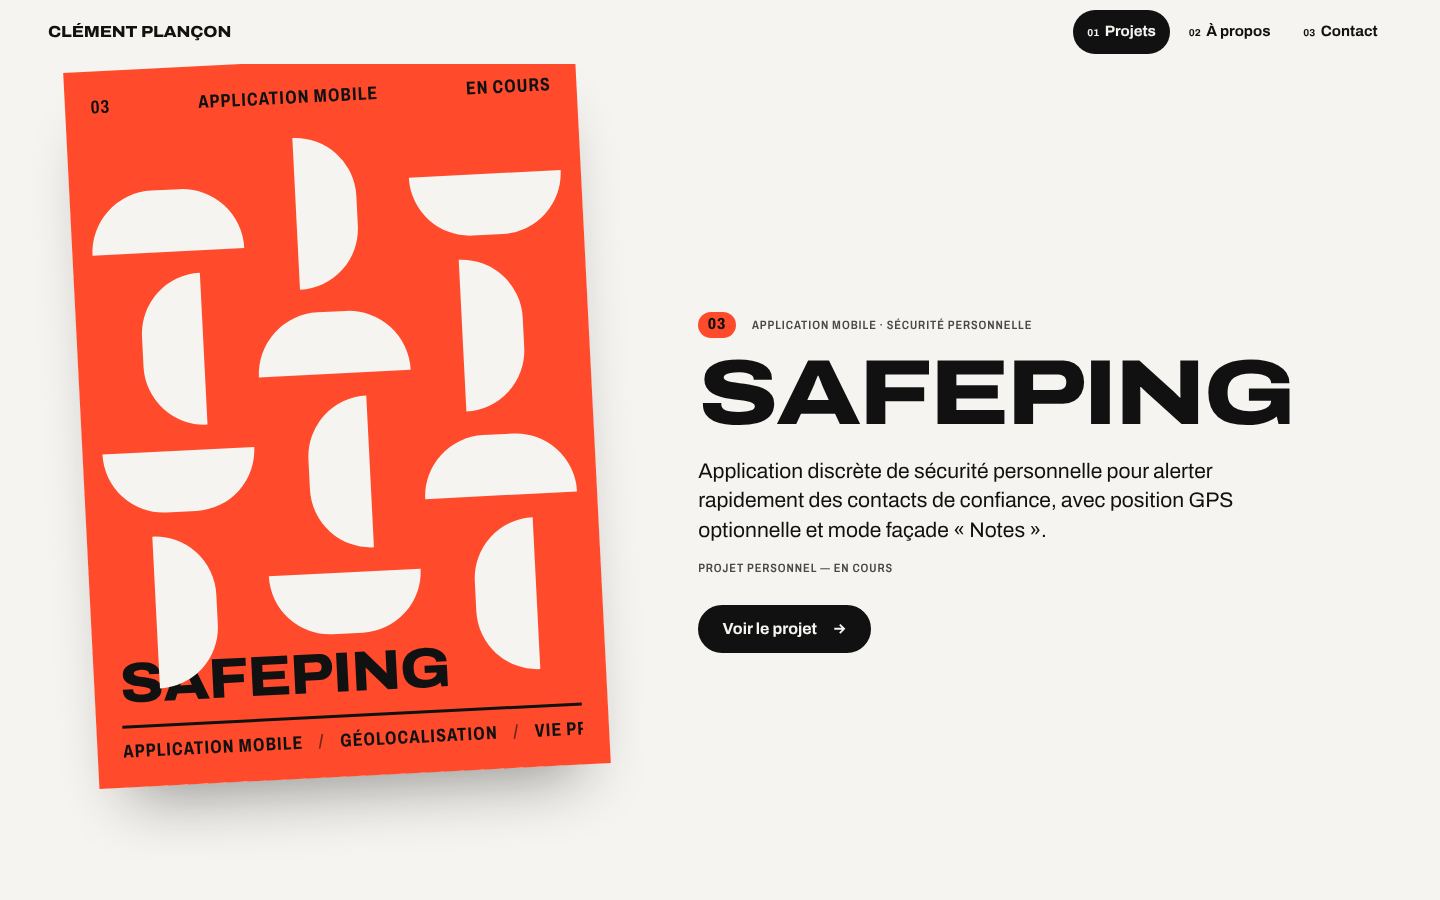 CLÉMENT PLANÇON
01 Projets
02 À propos
03 Contact
03 APPLICATION MOBILE EN COURS
SAFEPING
APPLICATION MOBILE / GÉOLOCALISATION / VIE
03 APPLICATION MOBILE · SÉCURITÉ PERSONNELLE
SAFEPING
Application discrète de sécurité personnelle pour alerter
rapidement des contacts de confiance, avec position GPS
optionnelle et mode façade « Notes ».
PROJET PERSONNEL — EN COURS
Voir le projet →